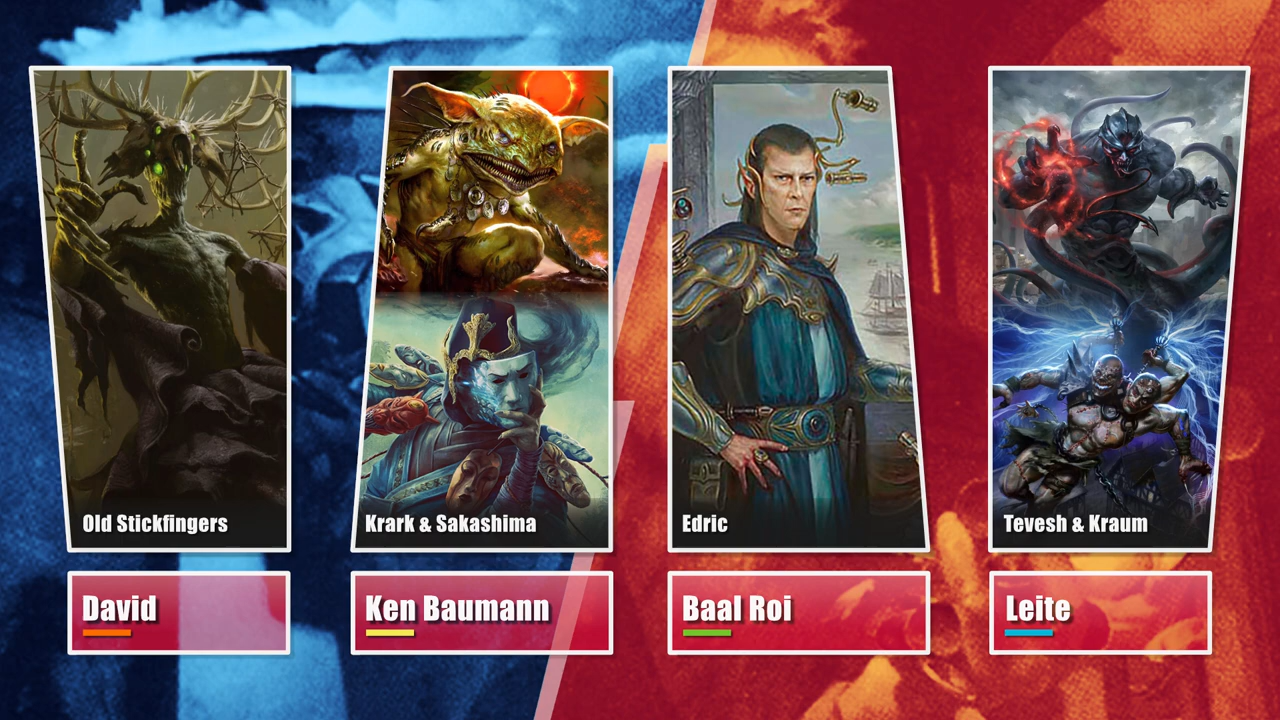 Old Stickfingers
Krark & Sakashima
Edric
Tevesh & Kraum
David
Ken Baumann
Baal Roi
Leite